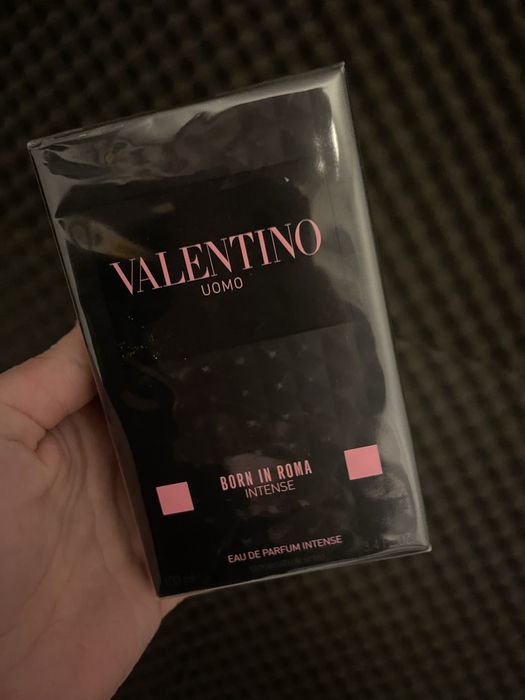 VALENTINO
UOMO
BORN IN ROMA
INTENSE
EAU DE PARFUM INTENSE